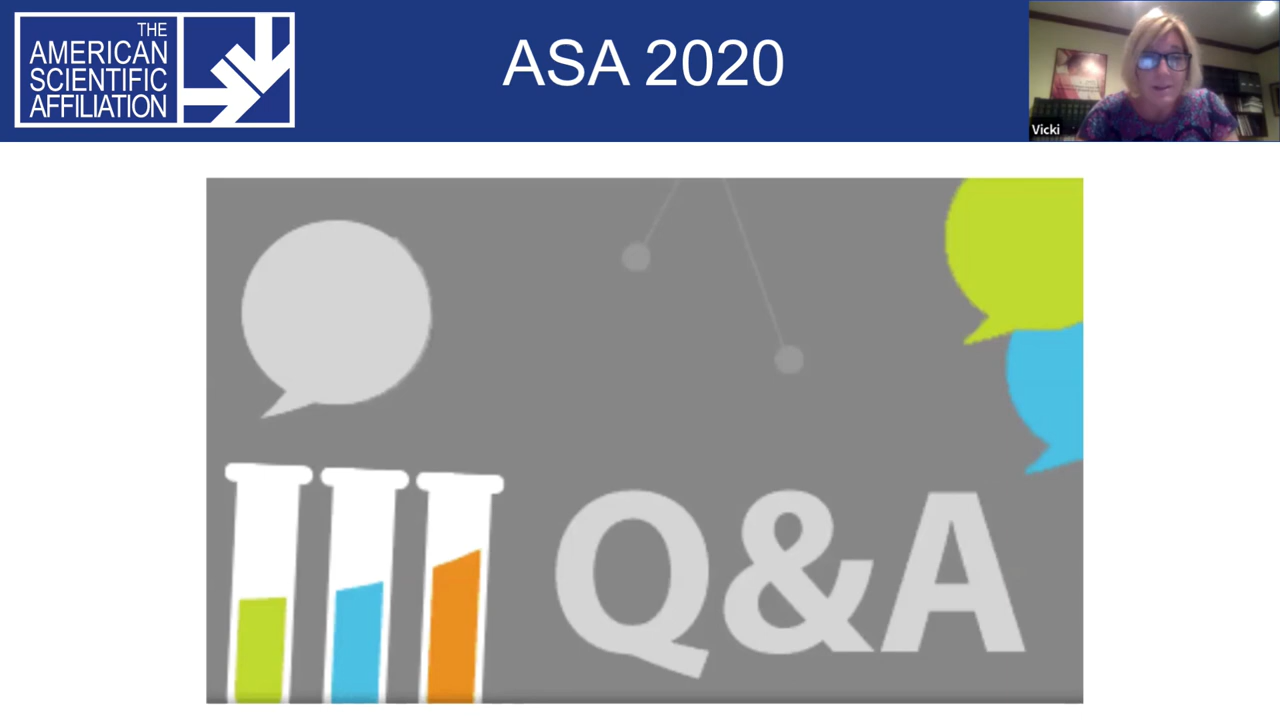 THE
AMERICAN
SCIENTIFIC
AFFILIATION
ASA 2020
Vicki
Q&A